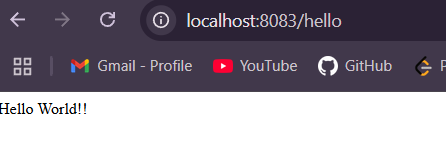 localhost:8083/hello
Gmail - Profile YouTube GitHub
Hello World!!